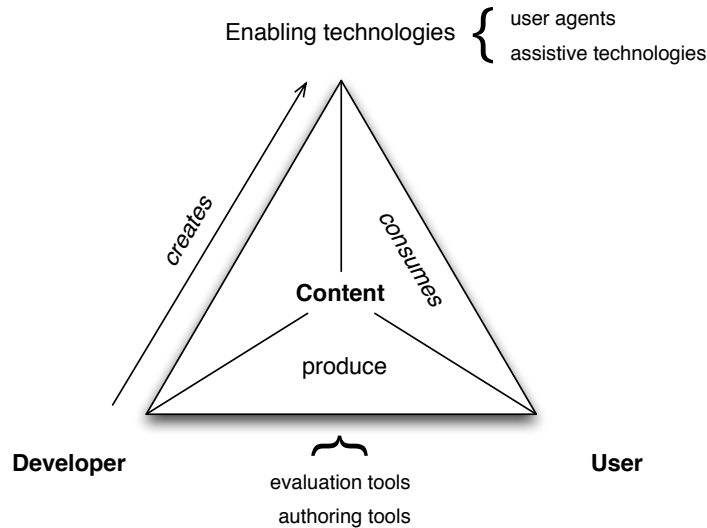 user agents
Enabling technologies
assistive technologies
creates
consumes
Content
produce
Developer
User
evaluation tools
authoring tools